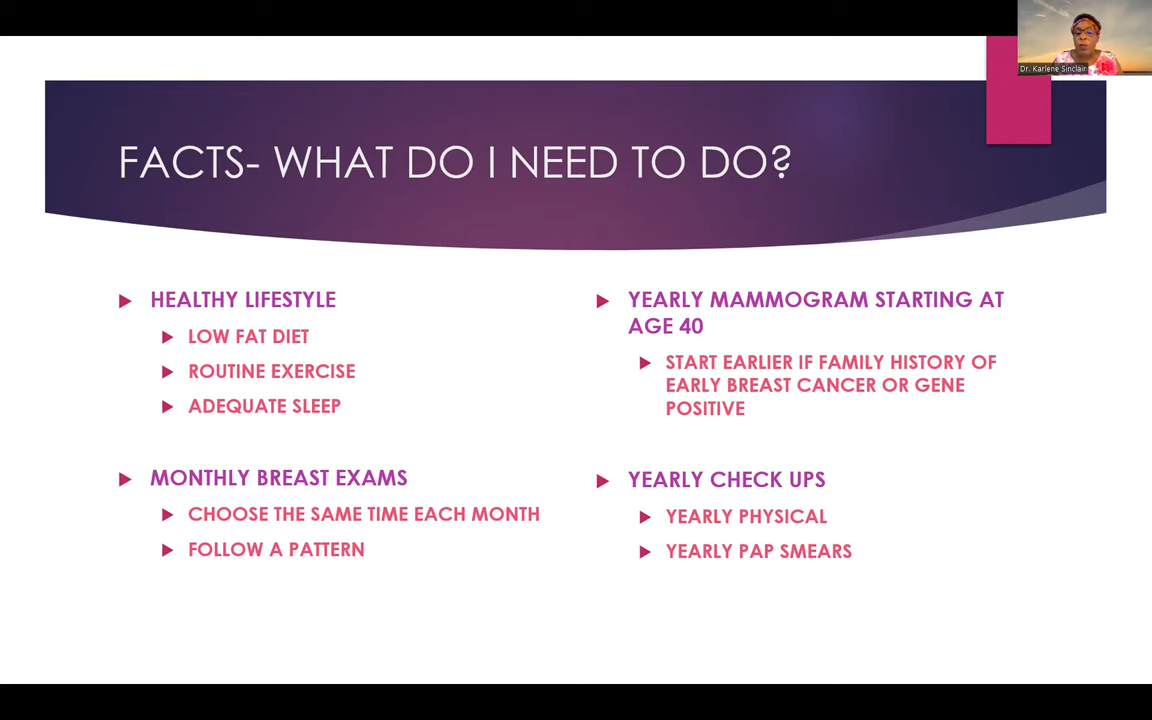 Dr. Karlene Sinclair
FACTS- WHAT DO I NEED TO DO?
HEALTHY LIFESTYLE
LOW FAT DIET
ROUTINE EXERCISE
ADEQUATE SLEEP
MONTHLY BREAST EXAMS
CHOOSE THE SAME TIME EACH MONTH
FOLLOW A PATTERN
YEARLY MAMMOGRAM STARTING AT
AGE 40
START EARLIER IF FAMILY HISTORY OF
EARLY BREAST CANCER OR GENE
POSITIVE
YEARLY CHECK UPS
YEARLY PHYSICAL
YEARLY PAP SMEARS